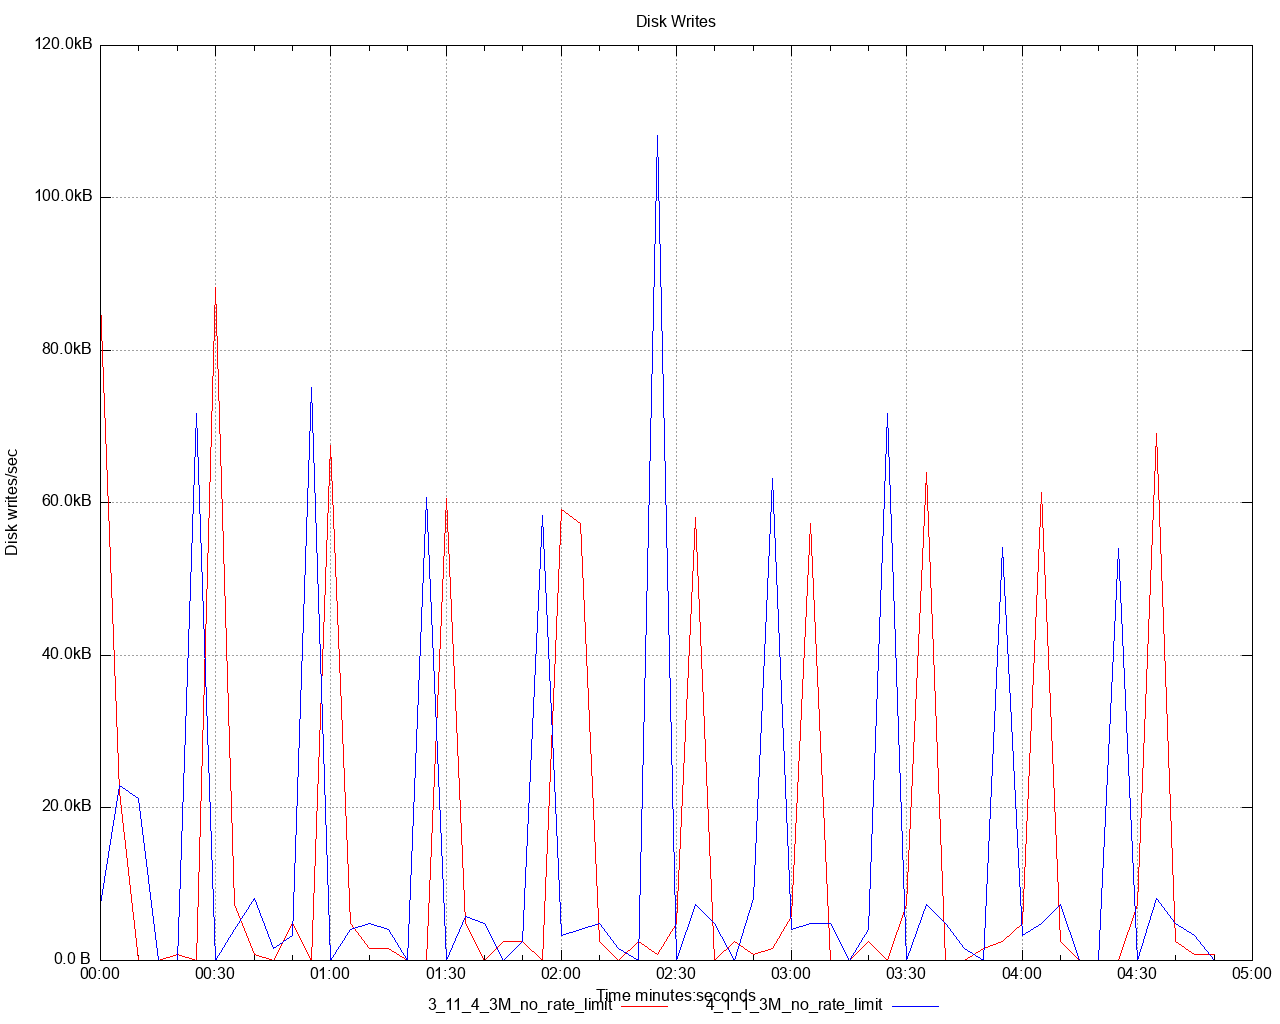 Disk Writes
120.0kB
100.0kB
80.0kB
60.0kB
40.0kB
20.0kB
0.0 B
Disk writes/sec
00:00 00:30 01:00 01:30 02:00 02:30 03:00 03:30 04:00 04:30 05:00
Time minutes:seconds
3_11_4_3M_no_rate_limit 4_1_1_3M_no_rate_limit